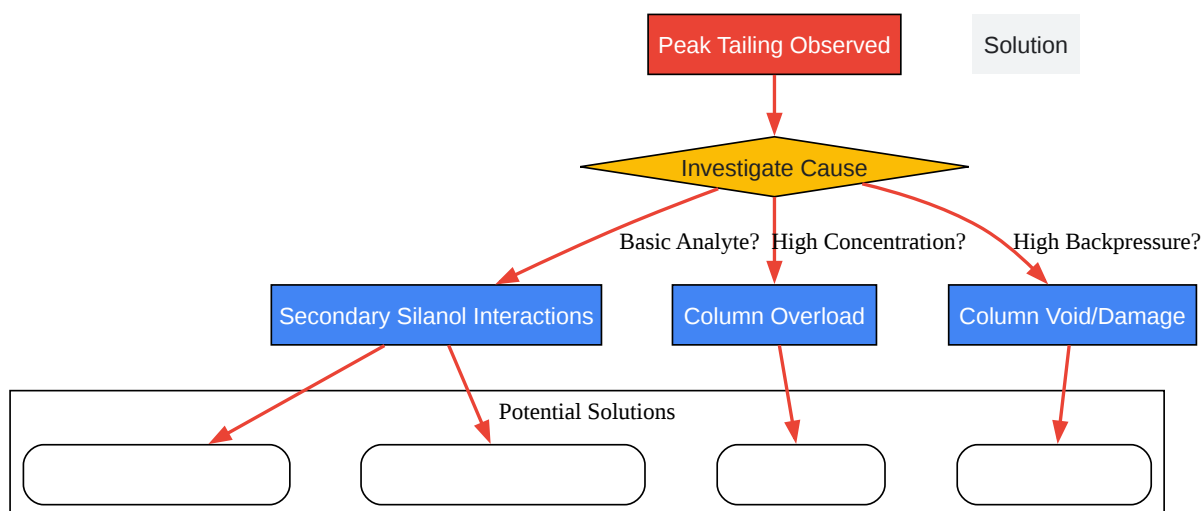 Peak Tailing Observed
Solution
Investigate Cause
Basic Analyte?
High Concentration?
High Backpressure?
Secondary Silanol Interactions
Column Overload
Column Void/Damage
Potential Solutions